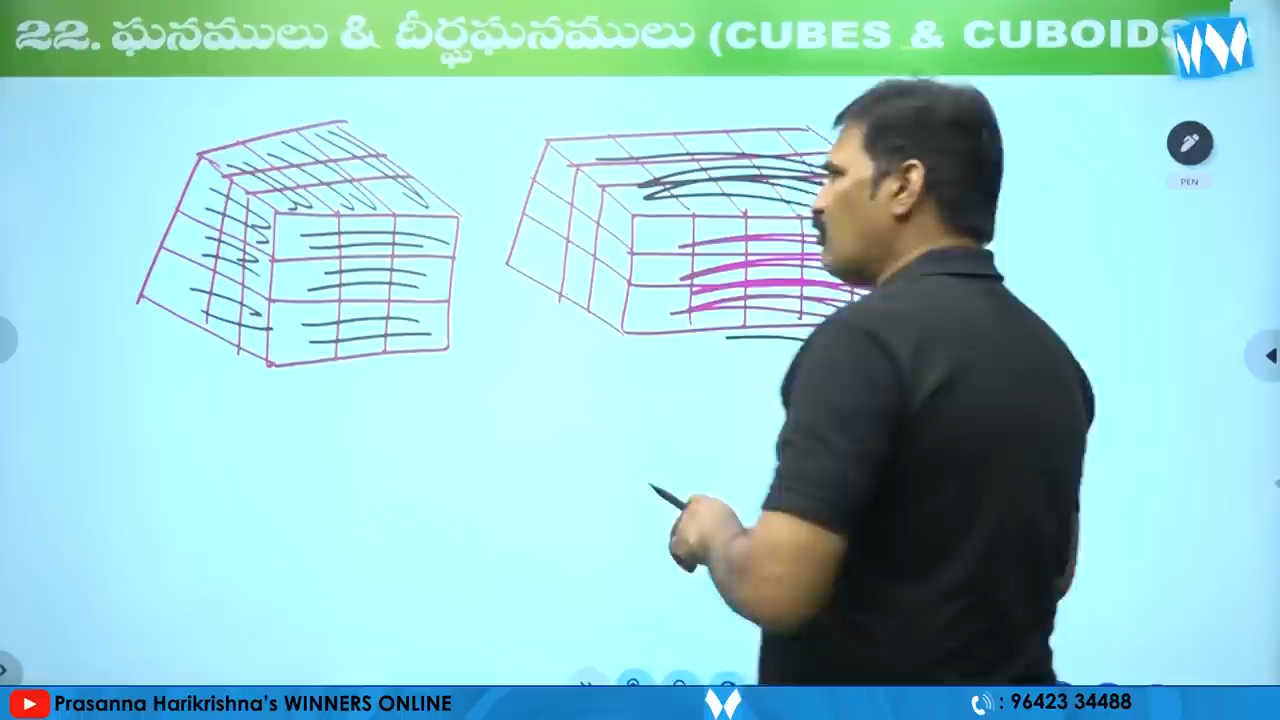 22. ఘనములు & దీర్ఘఘనములు (CUBES & CUBOIDS
PEN
Prasanna Harikrishna's WINNERS ONLINE
: 96423 34488